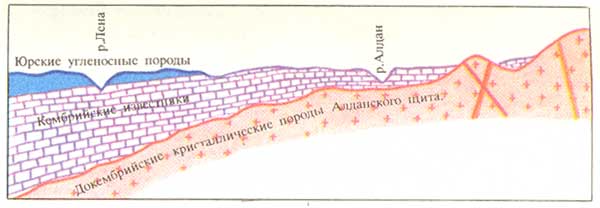 р.Лена
р.Алдан
Юрские угленосные породы
Кембрийские известняки
Докембрийские кристаллические породы Алданского щита.